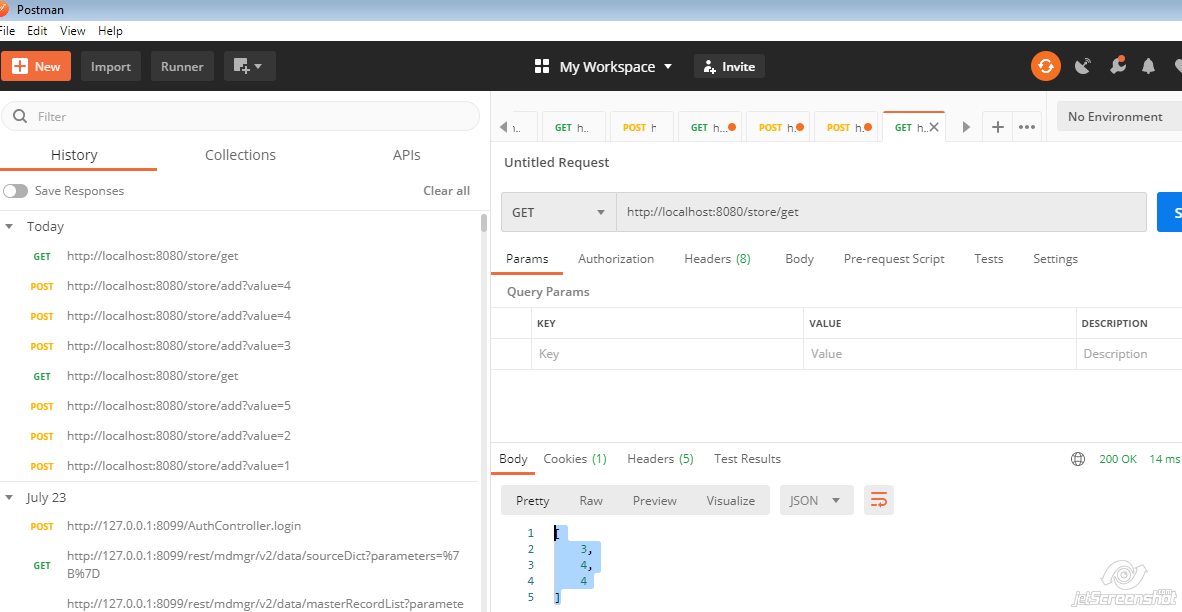 Postman
File Edit View Help
New Import Runner My Workspace Invite
Filter
History Collections APIs
Save Responses Clear all
Today
GET http://localhost:8080/store/get
POST http://localhost:8080/store/add?value=4
POST http://localhost:8080/store/add?value=4
POST http://localhost:8080/store/add?value=3
GET http://localhost:8080/store/get
POST http://localhost:8080/store/add?value=5
POST http://localhost:8080/store/add?value=2
POST http://localhost:8080/store/add?value=1
July 23
POST http://127.0.0.1:8099/AuthController.login
GET http://127.0.0.1:8099/rest/mdmgr/v2/data/sourceDict?parameters=%7
B%7D
http://127.0.0.1:8099/rest/mdmgr/v2/data/masterRecordList?paramete
GET h.. POST h GET h... POST h. POST h. GET h.. No Environment
Untitled Request
GET http://localhost:8080/store/get S
Params Authorization Headers (8) Body Pre-request Script Tests Settings
Query Params
KEY VALUE DESCRIPTION
Key Value Description
Body Cookies (1) Headers (5) Test Results 200 OK 14 ms
Pretty Raw Preview Visualize JSON
1 [
2 3,
3 4,
4 4
5 ]
jetScreenshot.com